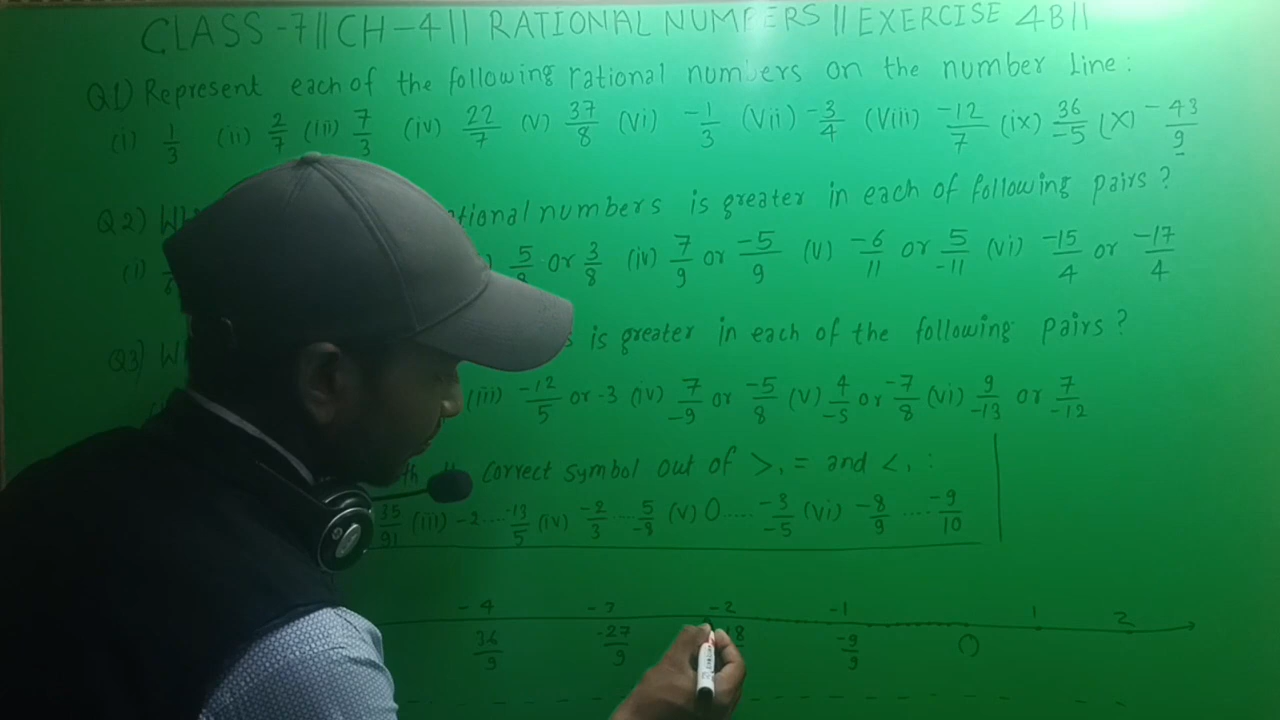 CLASS-7||CH-4|| RATIONAL NUMBERS || EXERCISE 4B||
Q1) Represent each of the following rational numbers on the number line:
(i) 1/3 (ii) 2/7 (iii) 7/3 (iv) 22/7 (v) 37/8 (vi) -1/3 (vii) -3/4 (viii) -12/7 (ix) 36/-5 (x) -43/9
Q2) numbers is greater in each of following pairs?
(i) 5/8 or 3/8 (iv) 7/9 or -5/9 (v) -6/11 or 5/-11 (vi) -15/4 or -17/4
Q3) is greater in each of the following pairs?
(iii) -12/5 or -3 (iv) 7/-9 or -5/8 (v) 4/-5 or -7/8 (vi) 9/-13 or 7/-12
correct symbol out of >, = and <, :
35/91 (iii) -2....-13/5 (iv) -2/3.....5/-8 (v) 0.....-3/-5 (vi) -8/9 ....-9/10
-4 -3 -2 -1 1 2
36/9 -27/9 18 -9/9 0